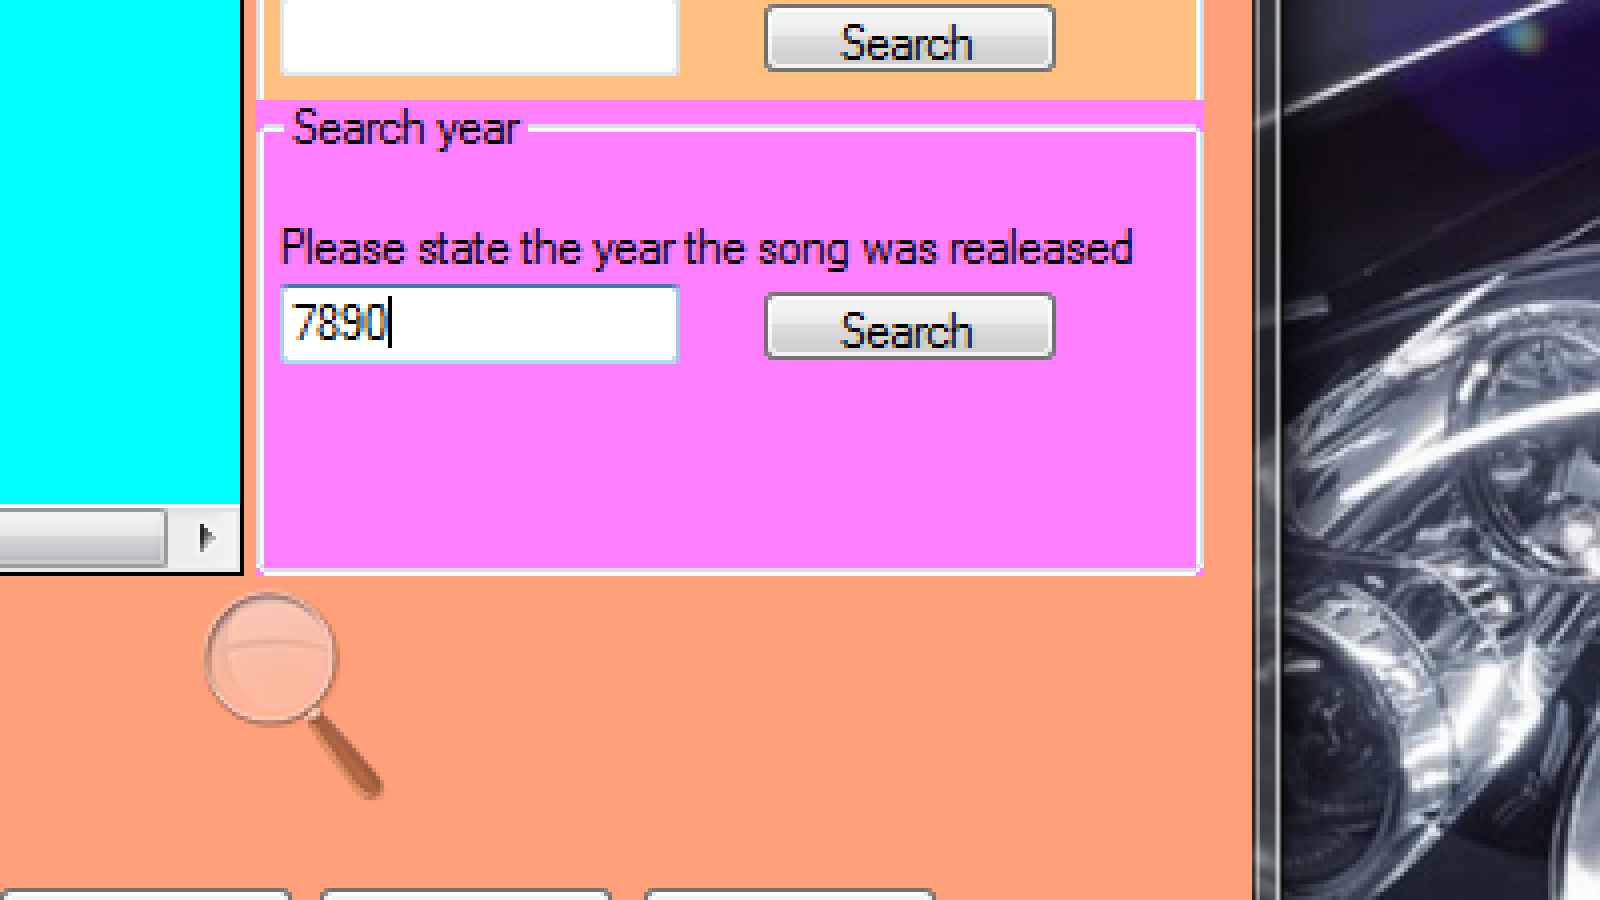 Search
Search year
Please state the year the song was realeased
7890
Search